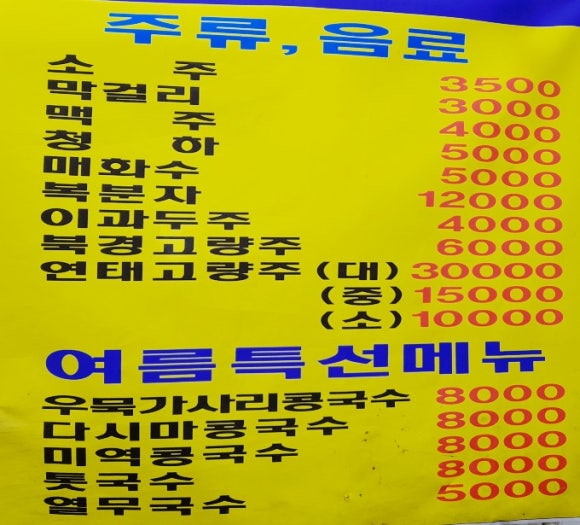 주류, 음료
소주 3500
막걸리 3000
맥주 4000
청하 5000
매화수 5000
복분자 12000
이과두주 4000
북경고량주 6000
연태고량주 (대) 30000
(중) 15000
(소) 10000
여름특선메뉴
우묵가사리콩국수 8000
다시마콩국수 8000
미역콩국수 8000
톳국수 8000
열무국수 5000